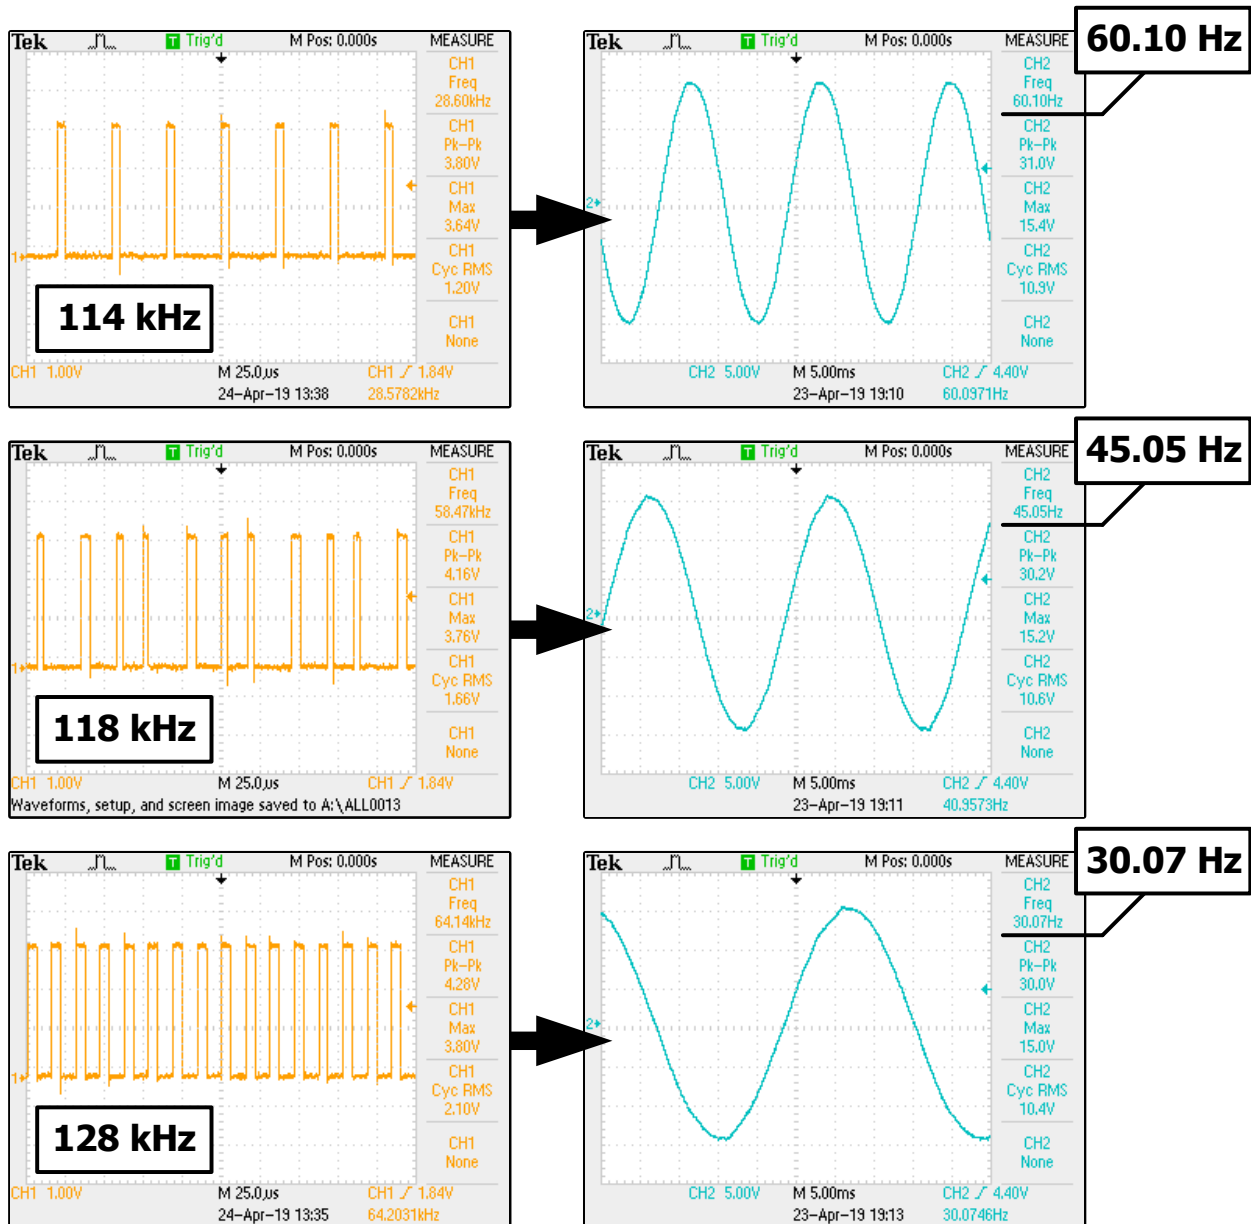 Tek Trig'd M Pos: 0.000s MEASURE
CH1
Freq
28.60kHz
CH1
Pk-Pk
3.80V
CH1
Max
3.64V
CH1
Cyc RMS
1.20V
CH1
None
1
114 kHz
CH1 1.00V M 25.0µs CH1 1.84V
24-Apr-19 13:38 28.5782kHz
Tek Trig'd M Pos: 0.000s MEASURE
CH2
Freq
60.10Hz
CH2
Pk-Pk
31.0V
CH2
Max
15.4V
CH2
Cyc RMS
10.9V
CH2
None
2
CH2 5.00V M 5.00ms CH2 4.40V
23-Apr-19 19:10 60.0971Hz
60.10 Hz
Tek Trig'd M Pos: 0.000s MEASURE
CH1
Freq
58.47kHz
CH1
Pk-Pk
4.16V
CH1
Max
3.76V
CH1
Cyc RMS
1.66V
CH1
None
1
118 kHz
CH1 1.00V M 25.0µs CH1 1.84V
Waveforms, setup, and screen image saved to A:\ALL0013
Tek Trig'd M Pos: 0.000s MEASURE
CH2
Freq
45.05Hz
CH2
Pk-Pk
30.2V
CH2
Max
15.2V
CH2
Cyc RMS
10.6V
CH2
None
2
CH2 5.00V M 5.00ms CH2 4.40V
23-Apr-19 19:11 40.9573Hz
45.05 Hz
Tek Trig'd M Pos: 0.000s MEASURE
CH1
Freq
64.14kHz
CH1
Pk-Pk
4.28V
CH1
Max
3.80V
CH1
Cyc RMS
2.10V
CH1
None
1
128 kHz
CH1 1.00V M 25.0µs CH1 1.84V
24-Apr-19 13:35 64.2031kHz
Tek Trig'd M Pos: 0.000s MEASURE
CH2
Freq
30.07Hz
CH2
Pk-Pk
30.0V
CH2
Max
15.0V
CH2
Cyc RMS
10.4V
CH2
None
2
CH2 5.00V M 5.00ms CH2 4.40V
23-Apr-19 19:13 30.0746Hz
30.07 Hz